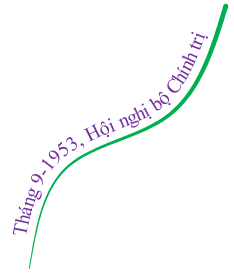 Tháng 9-1953, Hội nghị bộ Chính trị